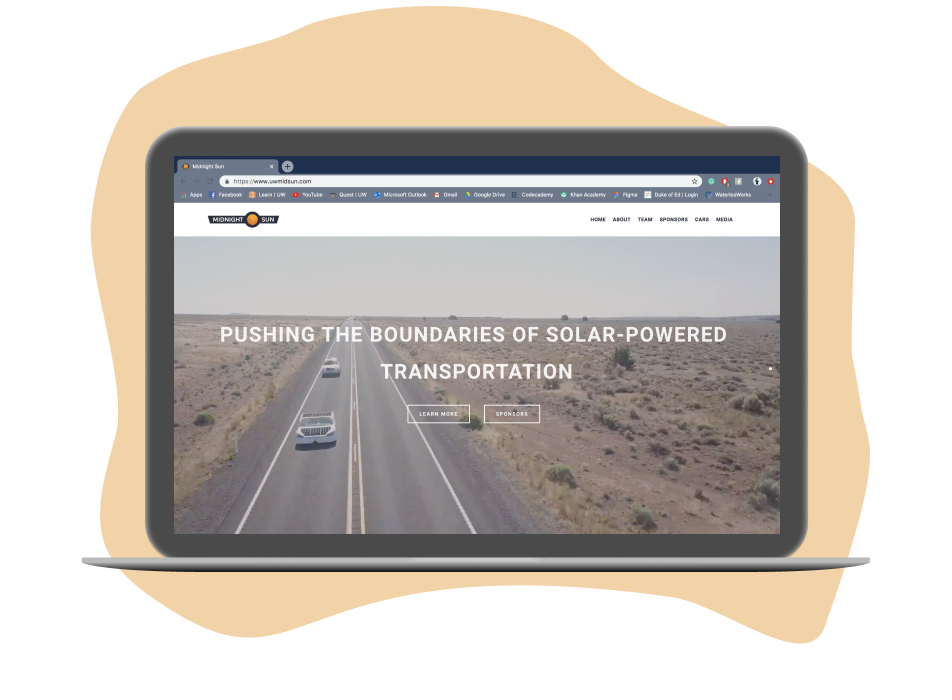 Midnight Sun
https://www.uwmidsun.com
Apps Facebook Learn | UW YouTube Quest | UW Microsoft Outlook Gmail Google Drive Codecademy Khan Academy Figma Duke of Ed | Login WaterlooWorks
MIDNIGHT SUN
HOME ABOUT TEAM SPONSORS CARS MEDIA
PUSHING THE BOUNDARIES OF SOLAR-POWERED
TRANSPORTATION
LEARN MORE SPONSORS